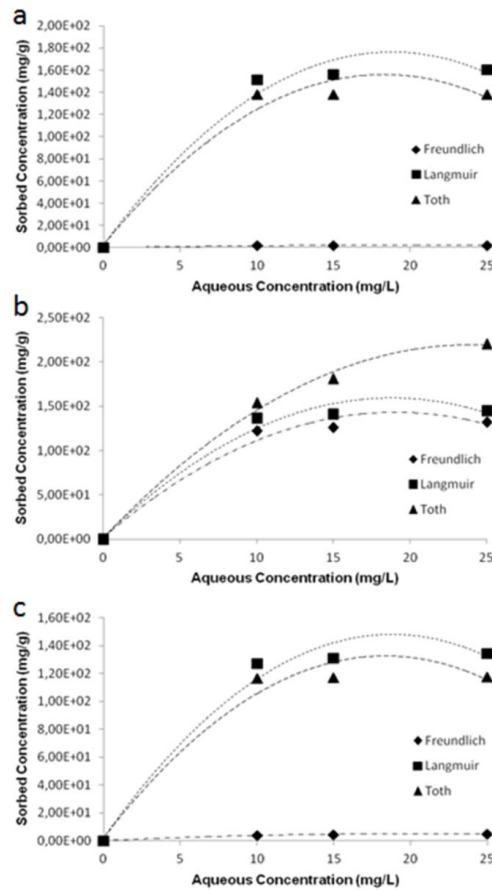 a
Sorbed Concentration (mg/g)
2,00E+02
1,80E+02
1,60E+02
1,40E+02
1,20E+02
1,00E+02
8,00E+01
6,00E+01
4,00E+01
2,00E+01
0,00E+00
0 5 10 15 20 25
Aqueous Concentration (mg/L)
Freundlich
Langmuir
Toth
b
Sorbed Concentration (mg/g)
2,50E+02
2,00E+02
1,50E+02
1,00E+02
5,00E+01
0,00E+00
0 5 10 15 20 25
Aqueous Concentration (mg/L)
Freundlich
Langmuir
Toth
c
Sorbed Concentration (mg/g)
1,60E+02
1,40E+02
1,20E+02
1,00E+02
8,00E+01
6,00E+01
4,00E+01
2,00E+01
0,00E+00
0 5 10 15 20 25
Aqueous Concentration (mg/L)
Freundlich
Langmuir
Toth